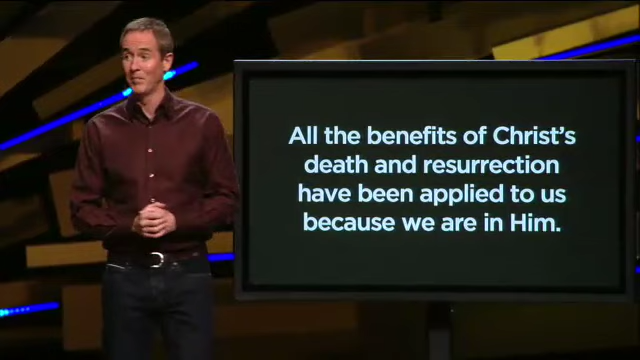 All the benefits of Christ's
death and resurrection
have been applied to us
because we are in Him.